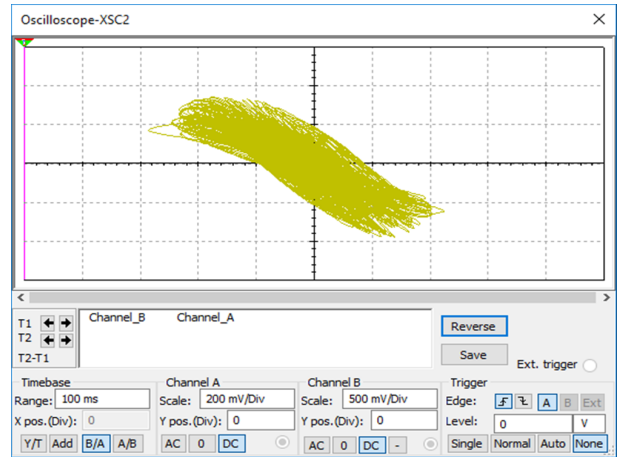 Oscilloscope-XSC2
T1
T2
T2-T1
Channel_B Channel_A
Reverse
Save
Ext. trigger
Timebase
Range: 100 ms
X pos.(Div): 0
Y/T Add B/A A/B
Channel A
Scale: 200 mV/Div
Y pos.(Div): 0
AC 0 DC
Channel B
Scale: 500 mV/Div
Y pos.(Div): 0
AC 0 DC -
Trigger
Edge: A B Ext
Level: 0 V
Single Normal Auto None